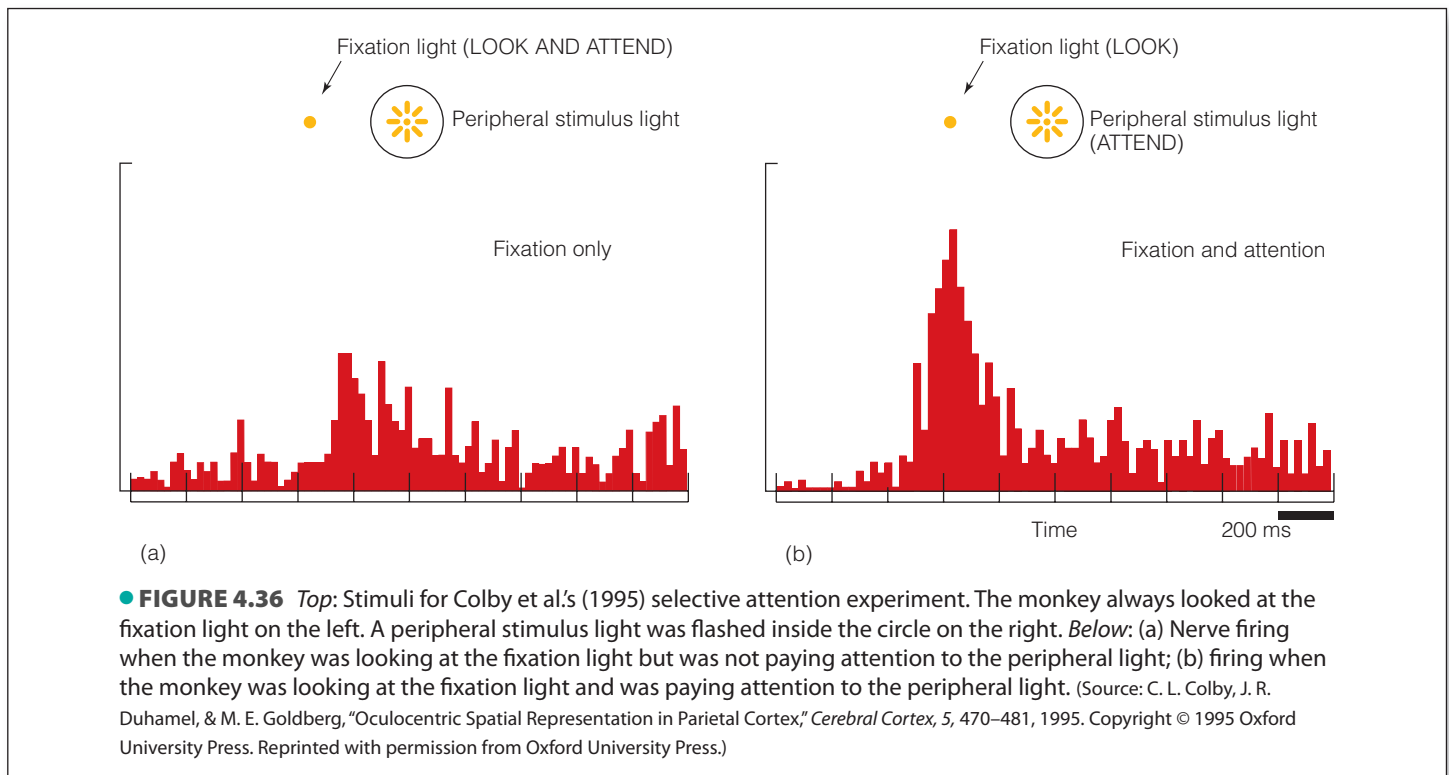 Fixation light (LOOK AND ATTEND)
Peripheral stimulus light
Fixation only
(a)
Fixation light (LOOK)
Peripheral stimulus light
(ATTEND)
Fixation and attention
Time
200 ms
(b)
● FIGURE 4.36 Top: Stimuli for Colby et al.'s (1995) selective attention experiment. The monkey always looked at the
fixation light on the left. A peripheral stimulus light was flashed inside the circle on the right. Below: (a) Nerve firing
when the monkey was looking at the fixation light but was not paying attention to the peripheral light; (b) firing when
the monkey was looking at the fixation light and was paying attention to the peripheral light. (Source: C. L. Colby, J. R.
Duhamel, & M. E. Goldberg, "Oculocentric Spatial Representation in Parietal Cortex," Cerebral Cortex, 5, 470–481, 1995. Copyright © 1995 Oxford
University Press. Reprinted with permission from Oxford University Press.)